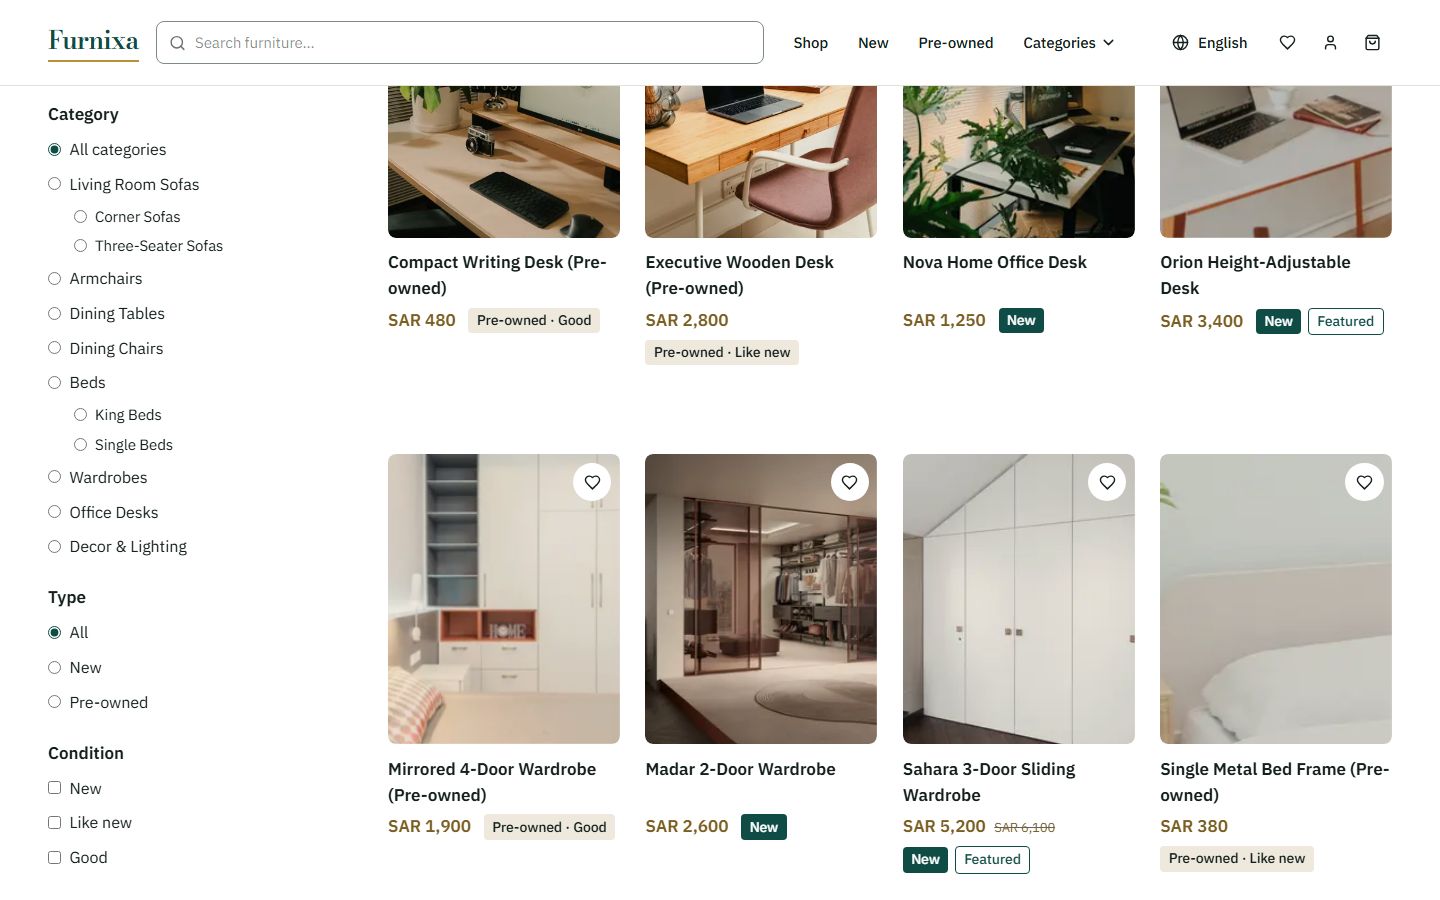 Furnixa
Search furniture...
Shop
New
Pre-owned
Categories
English
Category
All categories
Living Room Sofas
Corner Sofas
Three-Seater Sofas
Armchairs
Dining Tables
Dining Chairs
Beds
King Beds
Single Beds
Wardrobes
Office Desks
Decor & Lighting
Type
All
New
Pre-owned
Condition
New
Like new
Good
Compact Writing Desk (Pre-
owned)
SAR 480
Pre-owned · Good
Executive Wooden Desk
(Pre-owned)
SAR 2,800
Pre-owned · Like new
Nova Home Office Desk
SAR 1,250
New
Orion Height-Adjustable
Desk
SAR 3,400
New
Featured
HOME
Mirrored 4-Door Wardrobe
(Pre-owned)
SAR 1,900
Pre-owned · Good
Madar 2-Door Wardrobe
SAR 2,600
New
Sahara 3-Door Sliding
Wardrobe
SAR 5,200 SAR 6,100
New
Featured
Single Metal Bed Frame (Pre-
owned)
SAR 380
Pre-owned · Like new